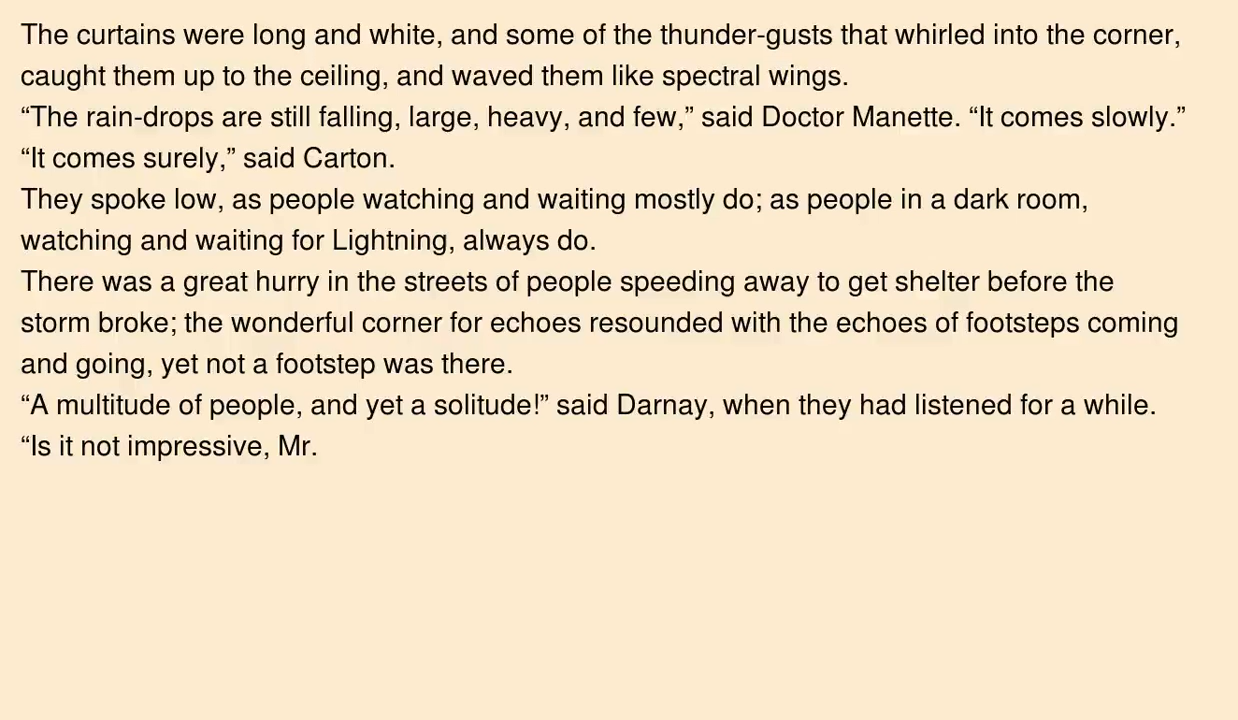 The curtains were long and white, and some of the thunder-gusts that whirled into the corner,
caught them up to the ceiling, and waved them like spectral wings.
“The rain-drops are still falling, large, heavy, and few,” said Doctor Manette. “It comes slowly.”
“It comes surely,” said Carton.
They spoke low, as people watching and waiting mostly do; as people in a dark room,
watching and waiting for Lightning, always do.
There was a great hurry in the streets of people speeding away to get shelter before the
storm broke; the wonderful corner for echoes resounded with the echoes of footsteps coming
and going, yet not a footstep was there.
“A multitude of people, and yet a solitude!” said Darnay, when they had listened for a while.
“Is it not impressive, Mr.